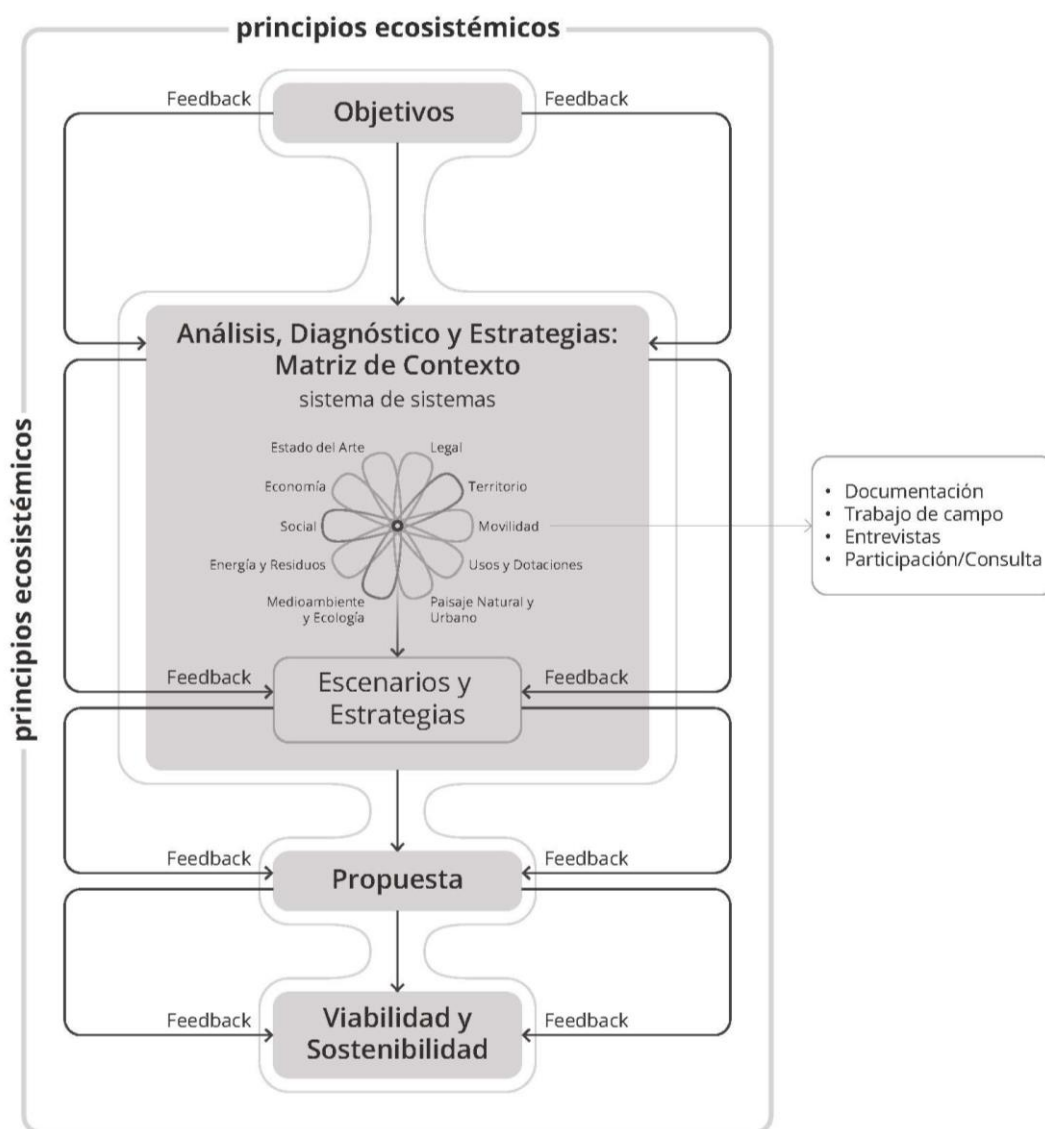 principios ecosistémicos
principios ecosistémicos
Feedback
Objetivos
Feedback
Análisis, Diagnóstico y Estrategias:
Matriz de Contexto
sistema de sistemas
Estado del Arte
Legal
Economía
Territorio
Social
Movilidad
Energía y Residuos
Usos y Dotaciones
Medioambiente
y Ecología
Paisaje Natural y
Urbano
• Documentación
• Trabajo de campo
• Entrevistas
• Participación/Consulta
Feedback
Escenarios y
Estrategias
Feedback
Feedback
Propuesta
Feedback
Feedback
Viabilidad y
Sostenibilidad
Feedback